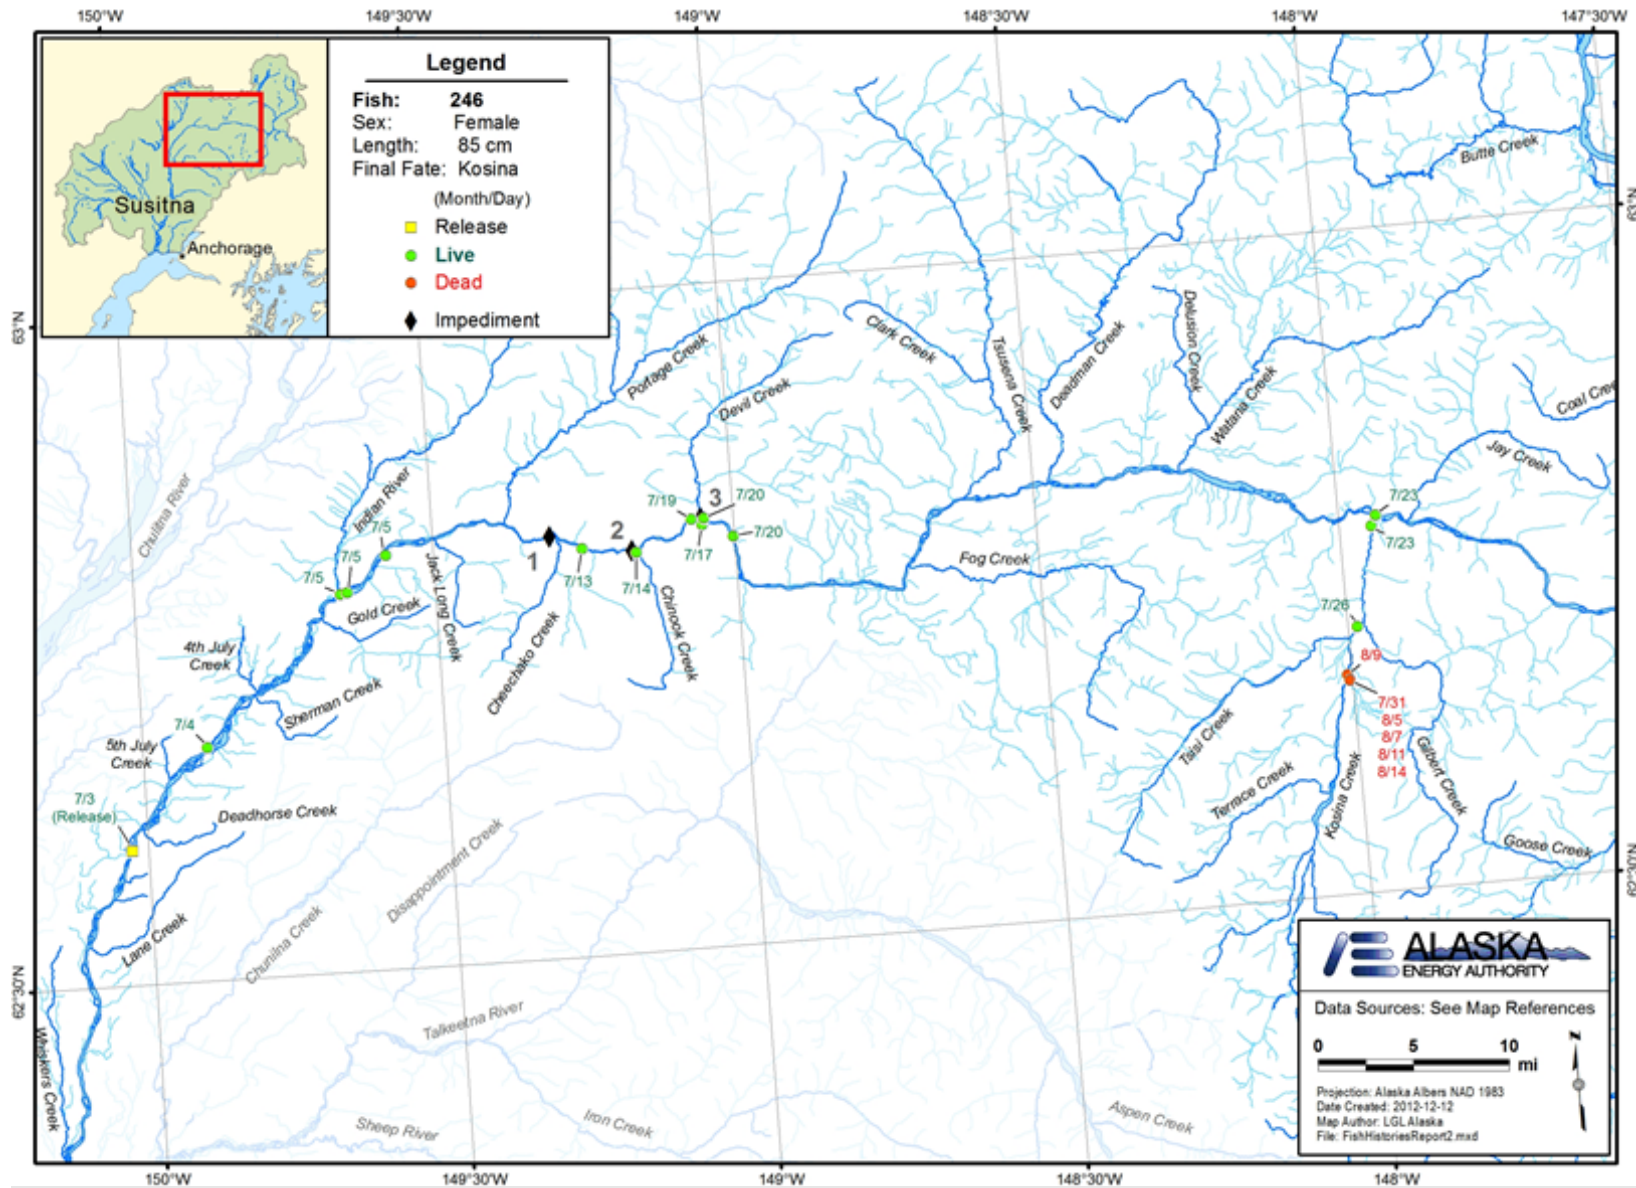 150°W
149°30'W
149°W
148°30'W
148°W
147°30'W
Legend
Fish: 246
Sex: Female
Length: 85 cm
Final Fate: Kosina
(Month/Day)
Release
Live
Dead
Impediment
Susitna
Anchorage
Butte Creek
63°N
63°N
Clark Creek
Tsusena Creek
Deadman Creek
Delusion Creek
Watana Creek
Portage Creek
Devil Creek
Coal Cree
Jay Creek
Chulitna River
Indian River
7/19
3
7/20
7/23
7/5
7/5
7/5
1
2
7/17
7/20
7/23
7/13
7/14
Fog Creek
Jack Long Creek
Gold Creek
Cheechako Creek
Chinook Creek
7/26
4th July
Creek
Sherman Creek
8/9
7/31
8/5
8/7
8/11
8/14
7/4
5th July
Creek
Tsisi Creek
Terrace Creek
Kosina Creek
Gilbert Creek
Goose Creek
7/3
(Release)
Deadhorse Creek
Disappointment Creek
Lane Creek
Chunilna Creek
62°30'N
62°30'N
Talkeetna River
Whiskers Creek
Sheep River
Iron Creek
Aspen Creek
ALASKA
ENERGY AUTHORITY
Data Sources: See Map References
0 5 10
mi
N
Projection: Alaska Albers NAD 1983
Date Created: 2012-12-12
Map Author: LGL Alaska
File: FishHistoriesReport2.mxd
150°W
149°30'W
149°W
148°30'W
148°W